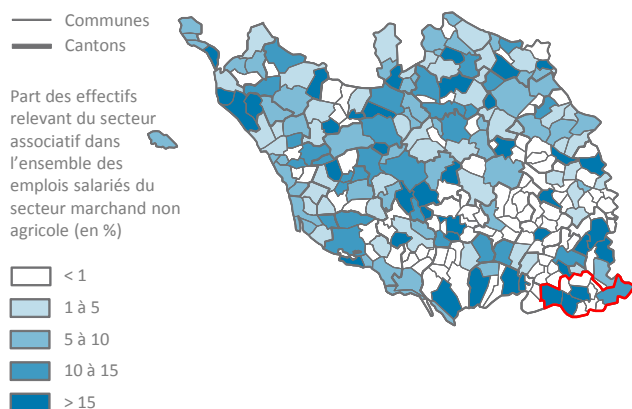 Communes
Cantons
Part des effectifs
relevant du secteur
associatif dans
l'ensemble des
emplois salariés du
secteur marchand non
agricole (en %)
< 1
1 à 5
5 à 10
10 à 15
> 15